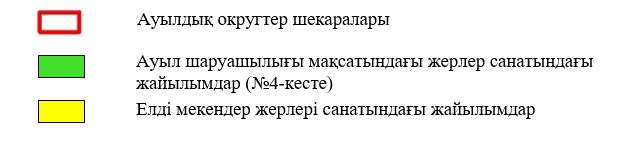 Ауылдық округтер шекаралары
Ауыл шаруашылығы мақсатындағы жерлер санатындағы
жайылымдар (№4-кесте)
Елді мекендер жерлері санатындағы жайылымдар